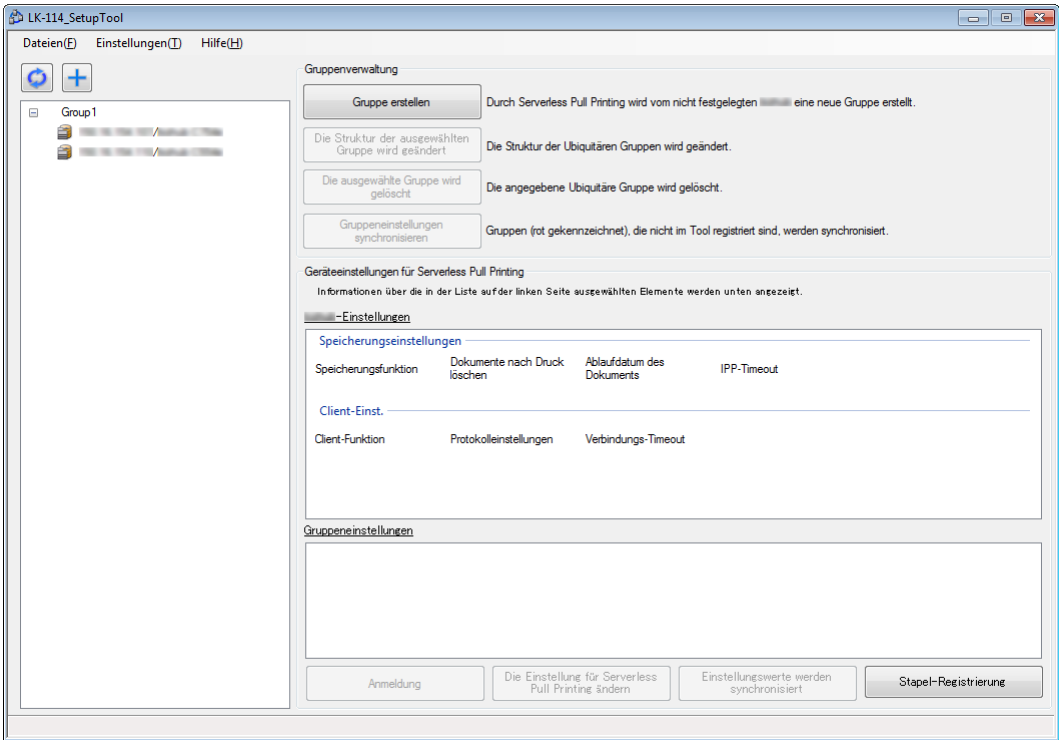 LK-114_SetupTool
Dateien(F) Einstellungen(T) Hilfe(H)
Group1
/
/
Gruppenverwaltung
Gruppe erstellen
Durch Serverless Pull Printing wird vom nicht festgelegten eine neue Gruppe erstellt.
Die Struktur der ausgewählten
Gruppe wird geändert
Die Struktur der Ubiquitären Gruppen wird geändert.
Die ausgewählte Gruppe wird
gelöscht
Die angegebene Ubiquitäre Gruppe wird gelöscht.
Gruppeneinstellungen
synchronisieren
Gruppen (rot gekennzeichnet), die nicht im Tool registriert sind, werden synchronisiert.
Geräteeinstellungen für Serverless Pull Printing
Informationen über die in der Liste auf der linken Seite ausgewählten Elemente werden unten angezeigt.
-Einstellungen
Speicherungseinstellungen
Speicherungsfunktion
Dokumente nach Druck
löschen
Ablaufdatum des
Dokuments
IPP-Timeout
Client-Einst.
Client-Funktion
Protokolleinstellungen
Verbindungs-Timeout
Gruppeneinstellungen
Anmeldung
Die Einstellung für Serverless
Pull Printing ändern
Einstellungswerte werden
synchronisiert
Stapel-Registrierung